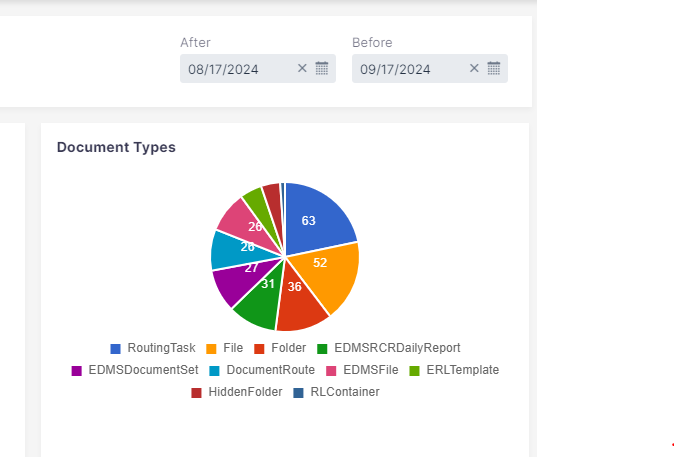 After Before
08/17/2024 09/17/2024
Document Types
63
52
36
31
27
26
26
RoutingTask File Folder EDMSRCRDailyReport
EDMSDocumentSet DocumentRoute EDMSFile ERLTemplate
HiddenFolder RLContainer